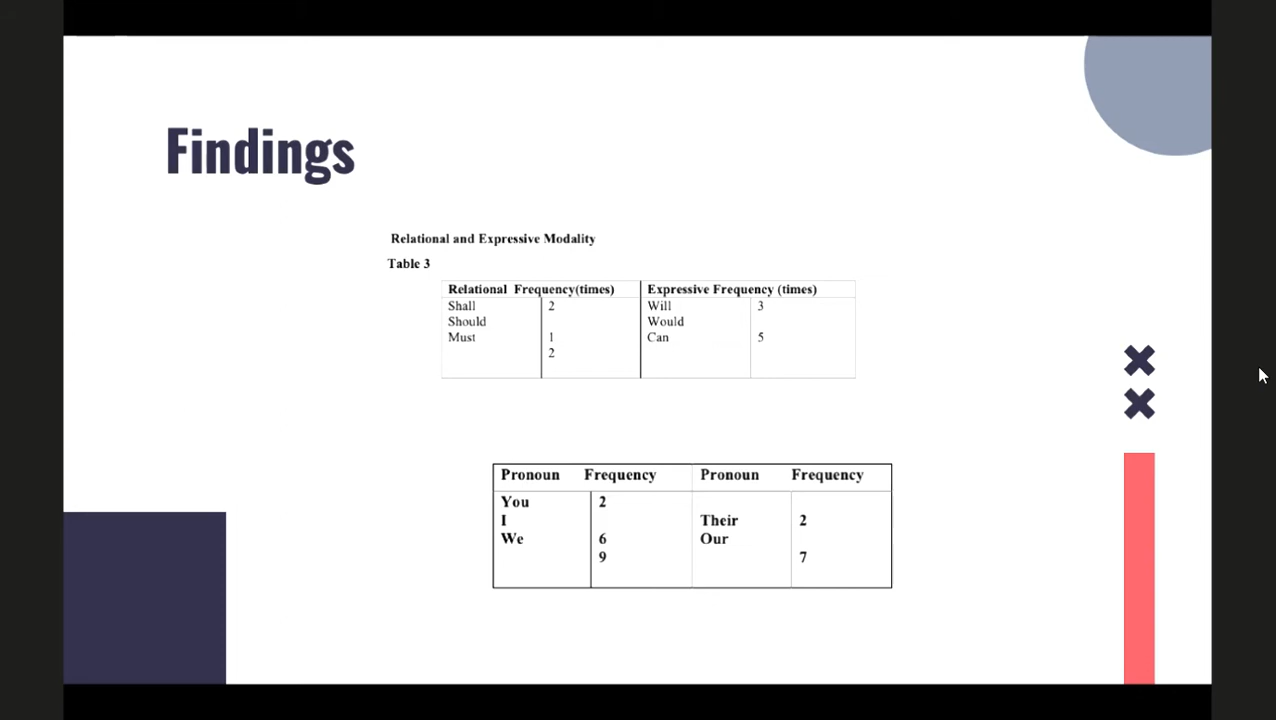 Findings
Relational and Expressive Modality
Table 3
Relational Frequency(times) Expressive Frequency (times)
Shall 2 Will 3
Should Would
Must 1 Can 5
2
Pronoun Frequency Pronoun Frequency
You 2
I Their 2
We 6 Our
9 7